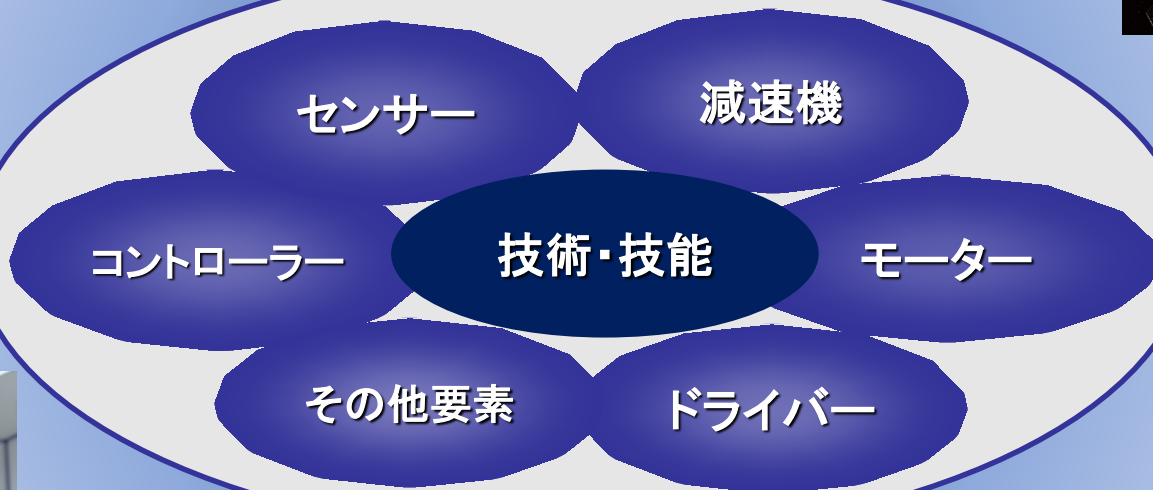 センサー
減速機
コントローラー
技術・技能
モーター
その他要素
ドライバー